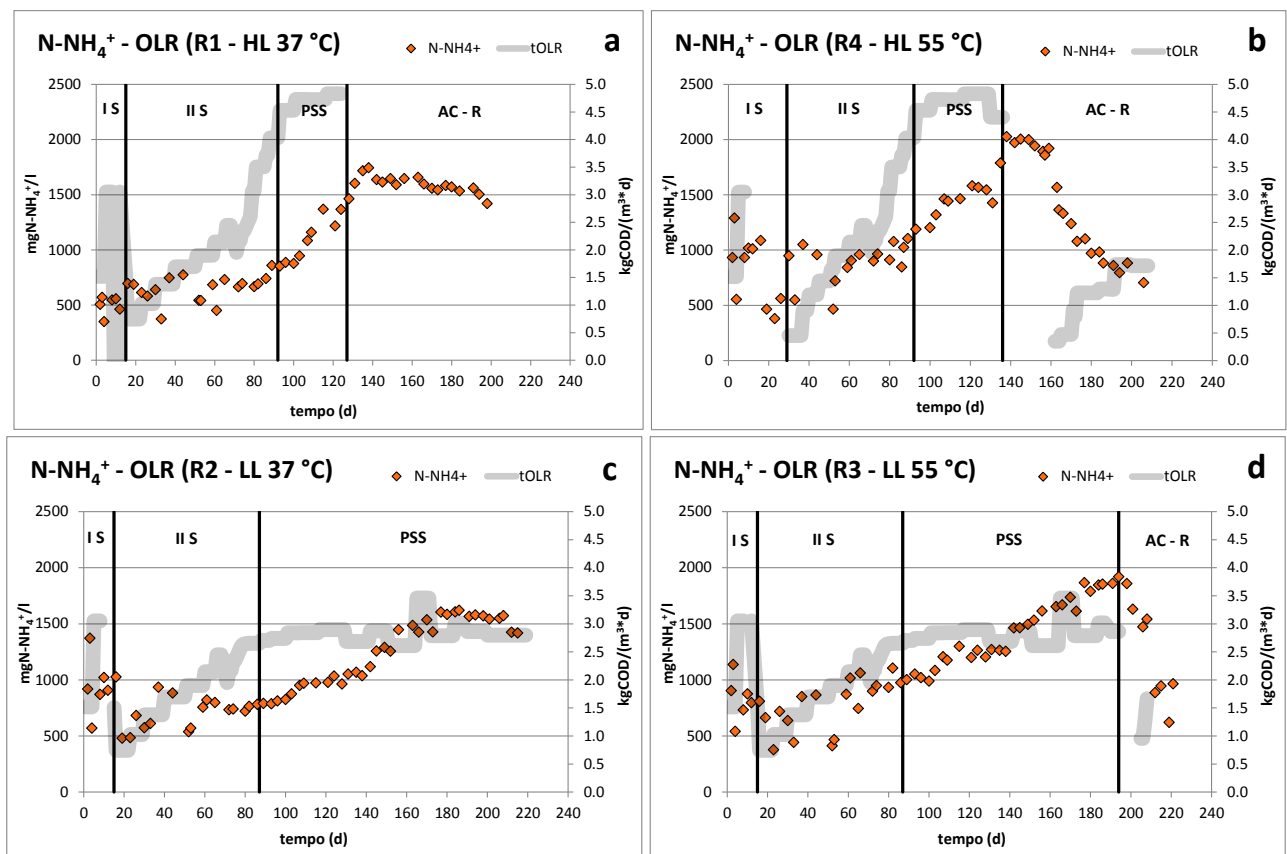 N-NH₄⁺ - OLR (R1 - HL 37 °C)
N-NH4+
tOLR
a
I S
II S
PSS
AC - R
2500
2000
1500
1000
500
0
mgN-NH₄⁺/l
5.0
4.5
4.0
3.5
3.0
2.5
2.0
1.5
1.0
0.5
0.0
kgCOD/(m³*d)
0 20 40 60 80 100 120 140 160 180 200 220 240
tempo (d)
N-NH₄⁺ - OLR (R4 - HL 55 °C)
N-NH4+
tOLR
b
I S
II S
PSS
AC - R
2500
2000
1500
1000
500
0
mgN-NH₄⁺/l
5.0
4.5
4.0
3.5
3.0
2.5
2.0
1.5
1.0
0.5
0.0
kgCOD/(m³*d)
0 20 40 60 80 100 120 140 160 180 200 220 240
tempo (d)
N-NH₄⁺ - OLR (R2 - LL 37 °C)
N-NH4+
tOLR
c
I S
II S
PSS
2500
2000
1500
1000
500
0
mgN-NH₄⁺/l
5.0
4.5
4.0
3.5
3.0
2.5
2.0
1.5
1.0
0.5
0.0
kgCOD/(m³*d)
0 20 40 60 80 100 120 140 160 180 200 220 240
tempo (d)
N-NH₄⁺ - OLR (R3 - LL 55 °C)
N-NH4+
tOLR
d
I S
II S
PSS
AC - R
2500
2000
1500
1000
500
0
mgN-NH₄⁺/l
5.0
4.5
4.0
3.5
3.0
2.5
2.0
1.5
1.0
0.5
0.0
kgCOD/(m³*d)
0 20 40 60 80 100 120 140 160 180 200 220 240
tempo (d)